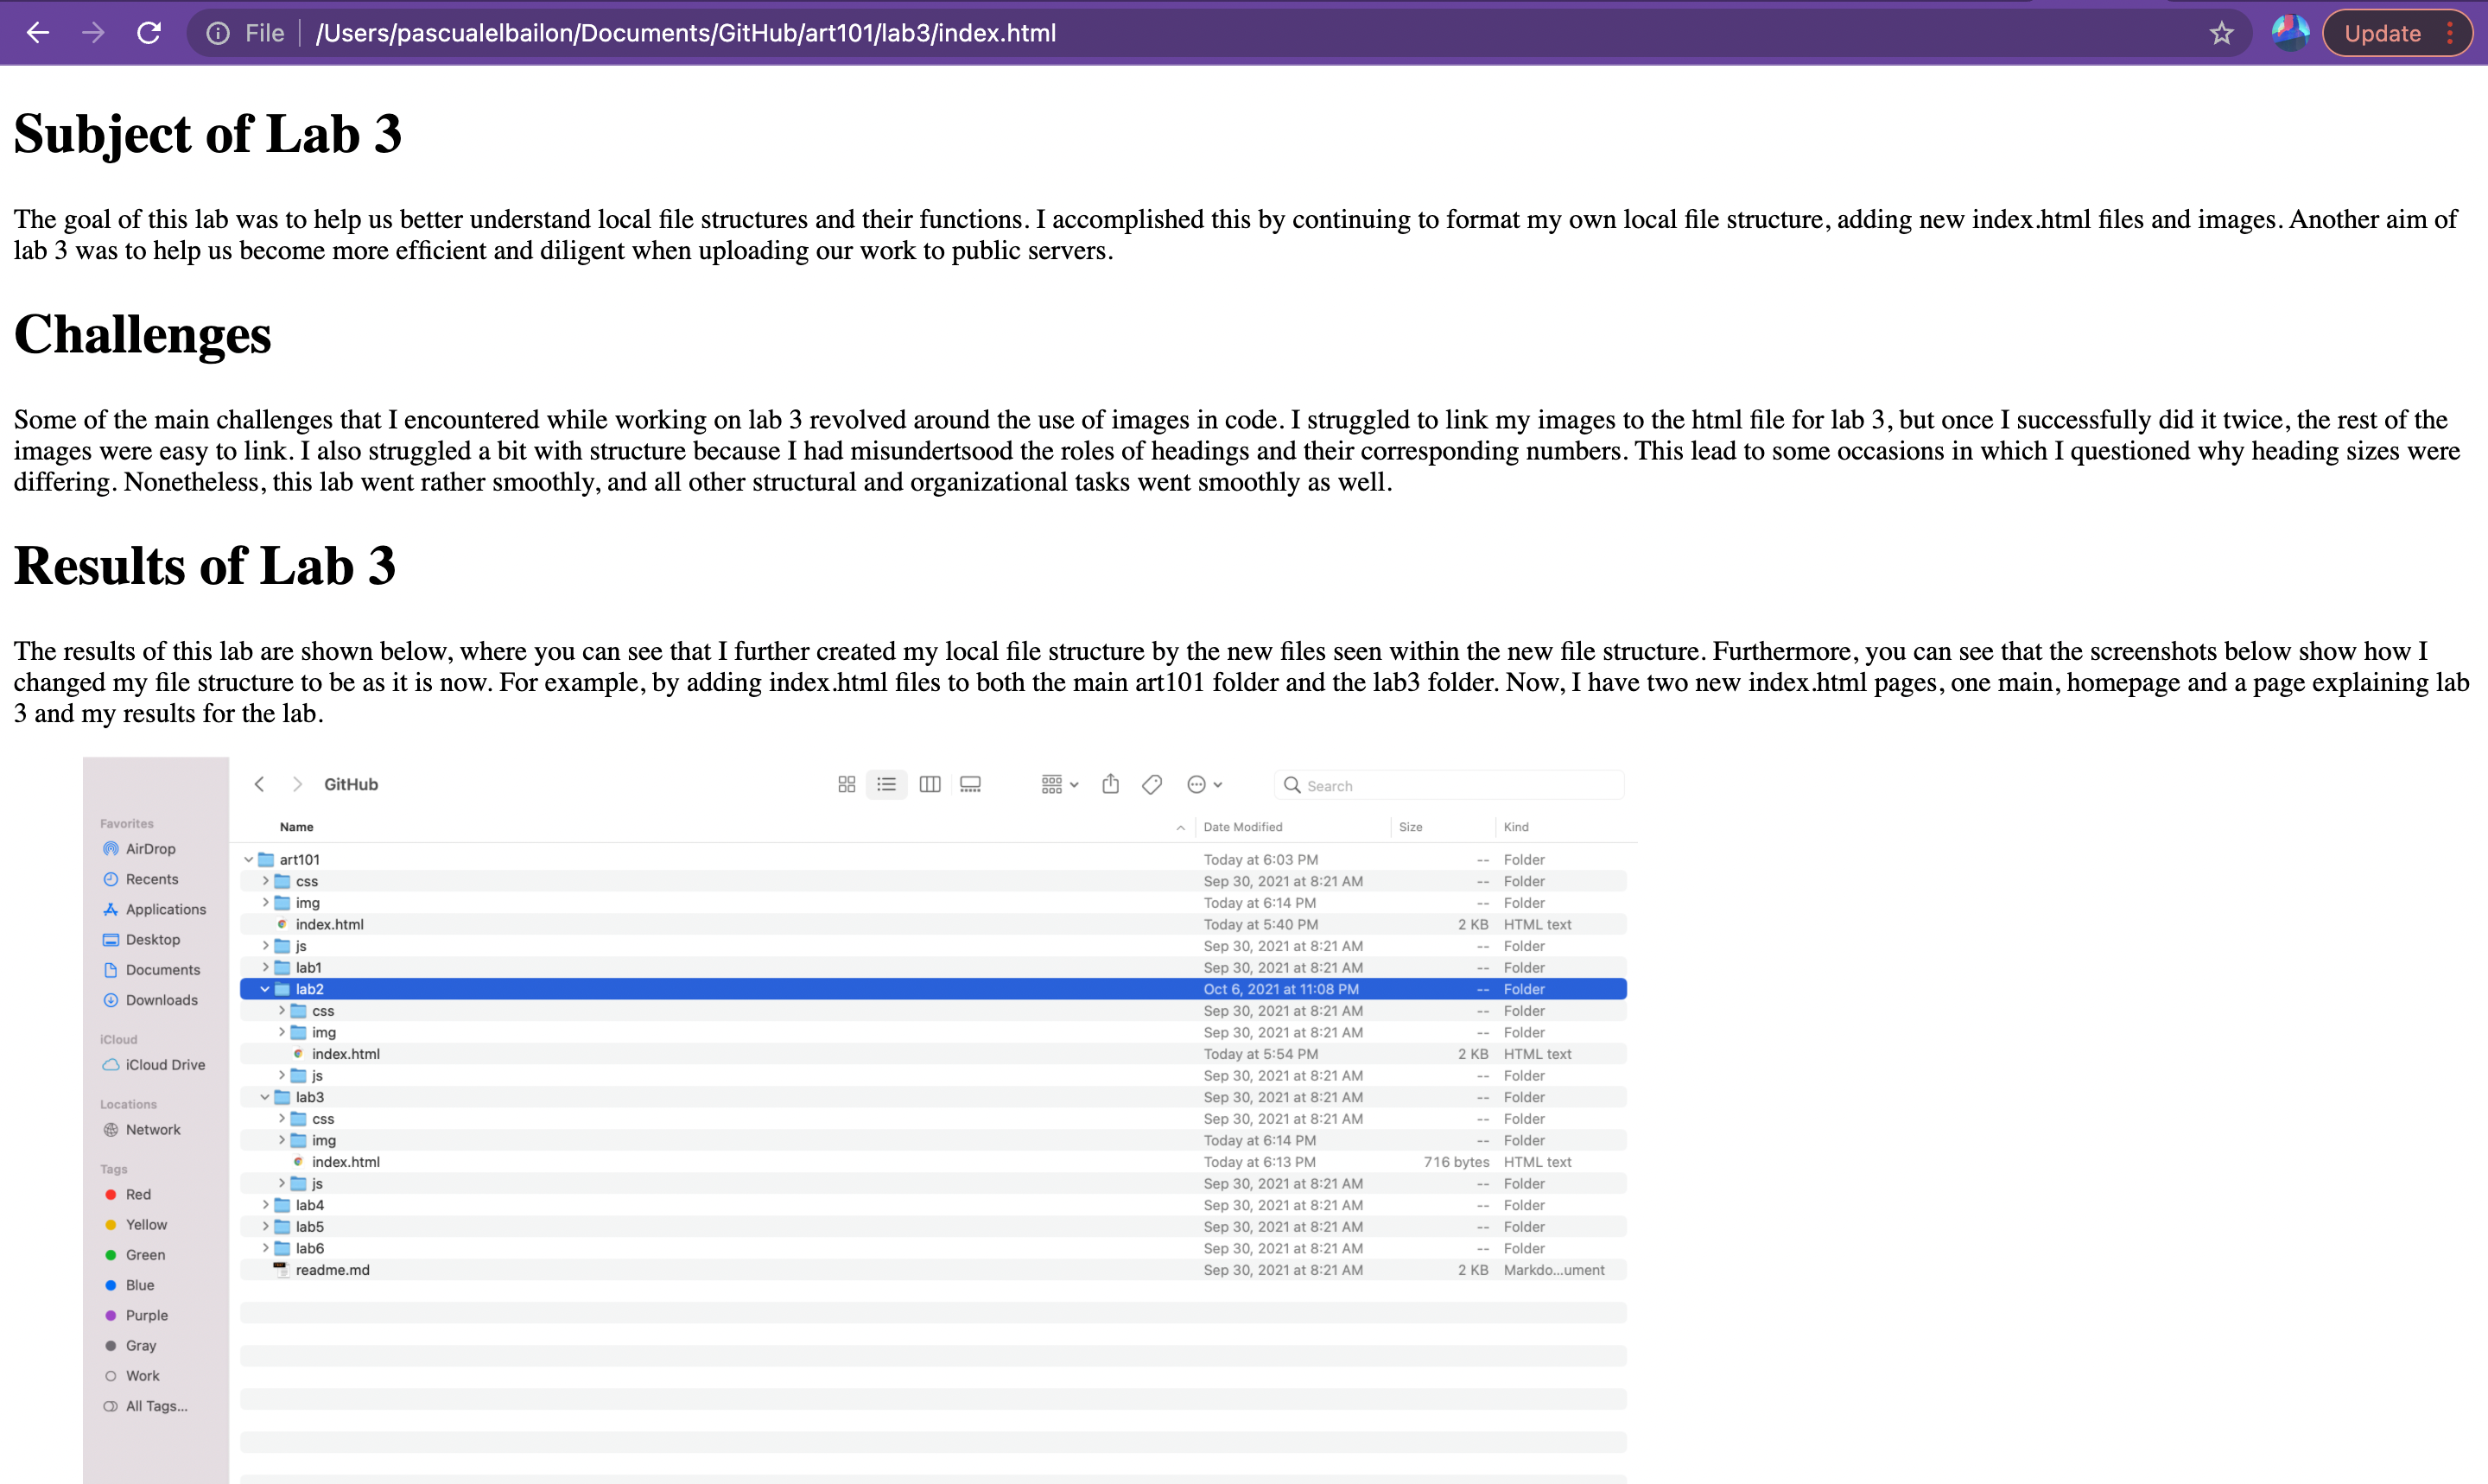 File /Users/pascualelbailon/Documents/GitHub/art101/lab3/index.html Update
Subject of Lab 3
The goal of this lab was to help us better understand local file structures and their functions. I accomplished this by continuing to format my own local file structure, adding new index.html files and images. Another aim of
lab 3 was to help us become more efficient and diligent when uploading our work to public servers.
Challenges
Some of the main challenges that I encountered while working on lab 3 revolved around the use of images in code. I struggled to link my images to the html file for lab 3, but once I successfully did it twice, the rest of the
images were easy to link. I also struggled a bit with structure because I had misundertsood the roles of headings and their corresponding numbers. This lead to some occasions in which I questioned why heading sizes were
differing. Nonetheless, this lab went rather smoothly, and all other structural and organizational tasks went smoothly as well.
Results of Lab 3
The results of this lab are shown below, where you can see that I further created my local file structure by the new files seen within the new file structure. Furthermore, you can see that the screenshots below show how I
changed my file structure to be as it is now. For example, by adding index.html files to both the main art101 folder and the lab3 folder. Now, I have two new index.html pages, one main, homepage and a page explaining lab
3 and my results for the lab.
Favorites
AirDrop
Recents
Applications
Desktop
Documents
Downloads
iCloud
iCloud Drive
Locations
Network
Tags
Red
Yellow
Green
Blue
Purple
Gray
Work
All Tags...
GitHub Search
Name Date Modified Size Kind
art101 Today at 6:03 PM -- Folder
css Sep 30, 2021 at 8:21 AM -- Folder
img Today at 6:14 PM -- Folder
index.html Today at 5:40 PM 2 KB HTML text
js Sep 30, 2021 at 8:21 AM -- Folder
lab1 Sep 30, 2021 at 8:21 AM -- Folder
lab2 Oct 6, 2021 at 11:08 PM -- Folder
css Sep 30, 2021 at 8:21 AM -- Folder
img Sep 30, 2021 at 8:21 AM -- Folder
index.html Today at 5:54 PM 2 KB HTML text
js Sep 30, 2021 at 8:21 AM -- Folder
lab3 Sep 30, 2021 at 8:21 AM -- Folder
css Sep 30, 2021 at 8:21 AM -- Folder
img Today at 6:14 PM -- Folder
index.html Today at 6:13 PM 716 bytes HTML text
js Sep 30, 2021 at 8:21 AM -- Folder
lab4 Sep 30, 2021 at 8:21 AM -- Folder
lab5 Sep 30, 2021 at 8:21 AM -- Folder
lab6 Sep 30, 2021 at 8:21 AM -- Folder
readme.md Sep 30, 2021 at 8:21 AM 2 KB Markdo...ument